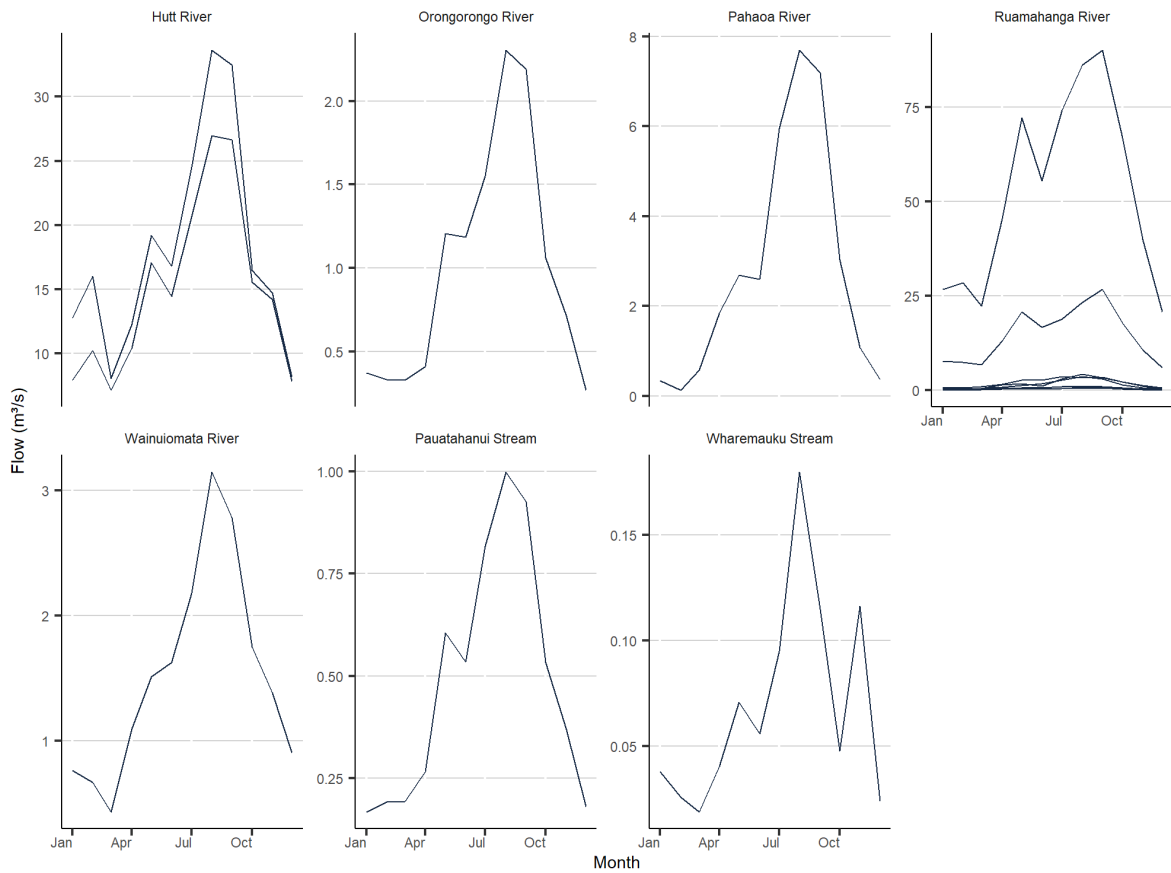 Hutt River
Orongorongo River
Pahaoa River
Ruamahanga River
30
25
20
15
10
2.0
1.5
1.0
0.5
8
6
4
2
0
75
50
25
0
Jan Apr Jul Oct
Wainuiomata River
Pauatahanui Stream
Wharemauku Stream
3
2
1
1.00
0.75
0.50
0.25
0.15
0.10
0.05
Jan Apr Jul Oct
Jan Apr Jul Oct
Jan Apr Jul Oct
Flow (m³/s)
Month